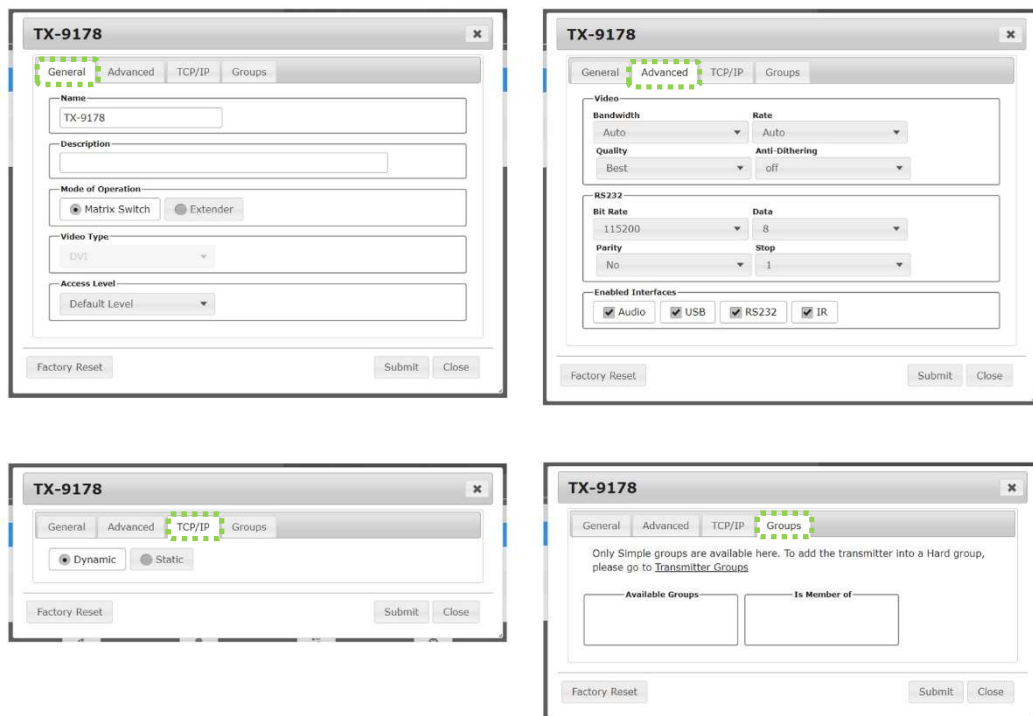 TX-9178
General Advanced TCP/IP Groups
Name
TX-9178
Description
Mode of Operation
Matrix Switch Extender
Video Type
DVI
Access Level
Default Level
Factory Reset Submit Close
TX-9178
General Advanced TCP/IP Groups
Video
Bandwidth Rate
Auto Auto
Quality Anti-Dithering
Best off
RS232
Bit Rate Data
115200 8
Parity Stop
No 1
Enabled Interfaces
Audio USB RS232 IR
Factory Reset Submit Close
TX-9178
General Advanced TCP/IP Groups
Dynamic Static
Factory Reset Submit Close
TX-9178
General Advanced TCP/IP Groups
Only Simple groups are available here. To add the transmitter into a Hard group,
please go to Transmitter Groups
Available Groups Is Member of
Factory Reset Submit Close